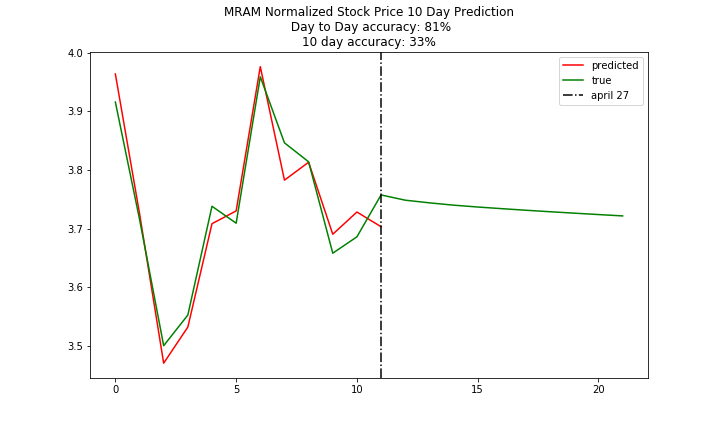 MRAM Normalized Stock Price 10 Day Prediction
Day to Day accuracy: 81%
10 day accuracy: 33%
4.0
3.9
3.8
3.7
3.6
3.5
0
5
10
15
20
predicted
true
april 27